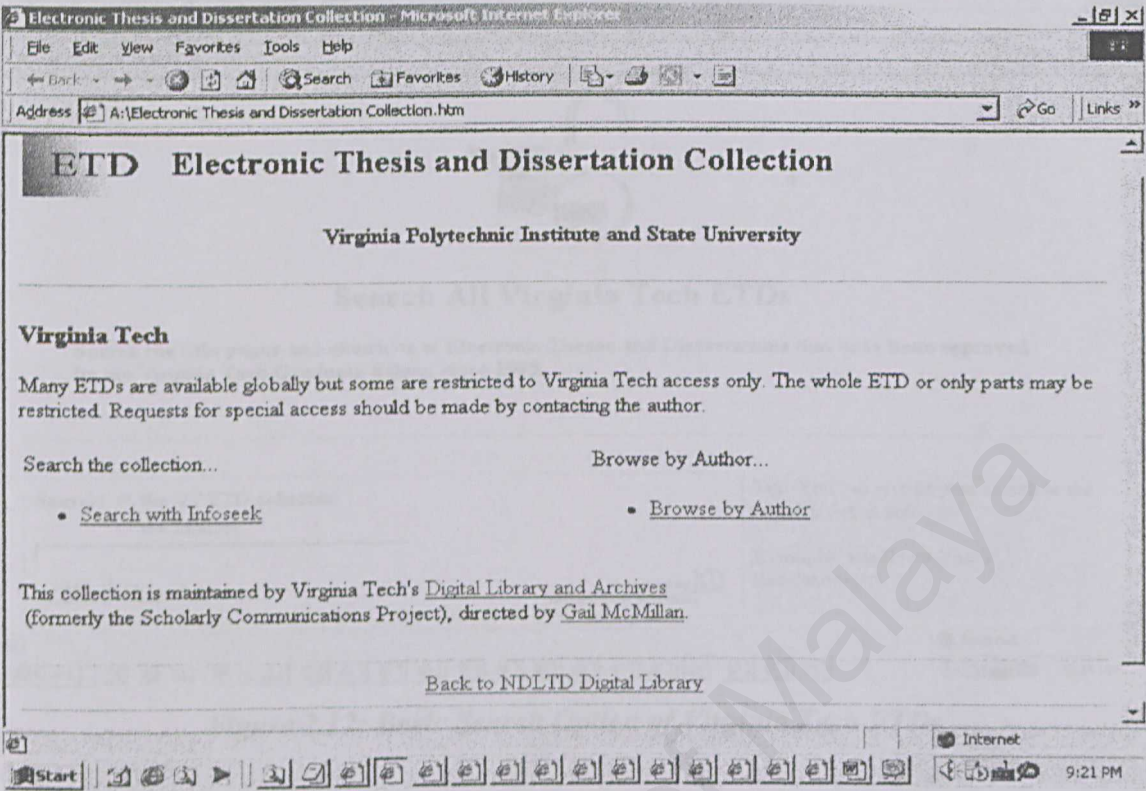 Electronic Thesis and Dissertation Collection - Microsoft Internet Explorer
File Edit View Favorites Tools Help
Back Search Favorites History
Address A:\Electronic Thesis and Dissertation Collection.htm Go Links »
ETD Electronic Thesis and Dissertation Collection
Virginia Polytechnic Institute and State University
Virginia Tech
Many ETDs are available globally but some are restricted to Virginia Tech access only. The whole ETD or only parts may be
restricted. Requests for special access should be made by contacting the author.
Search the collection... Browse by Author...
• Search with Infoseek • Browse by Author
This collection is maintained by Virginia Tech's Digital Library and Archives
(formerly the Scholarly Communications Project), directed by Gail McMillan.
Back to NDLTD Digital Library
Internet
Start 9:21 PM
Search All Virginia Tech ETDs
Malaya